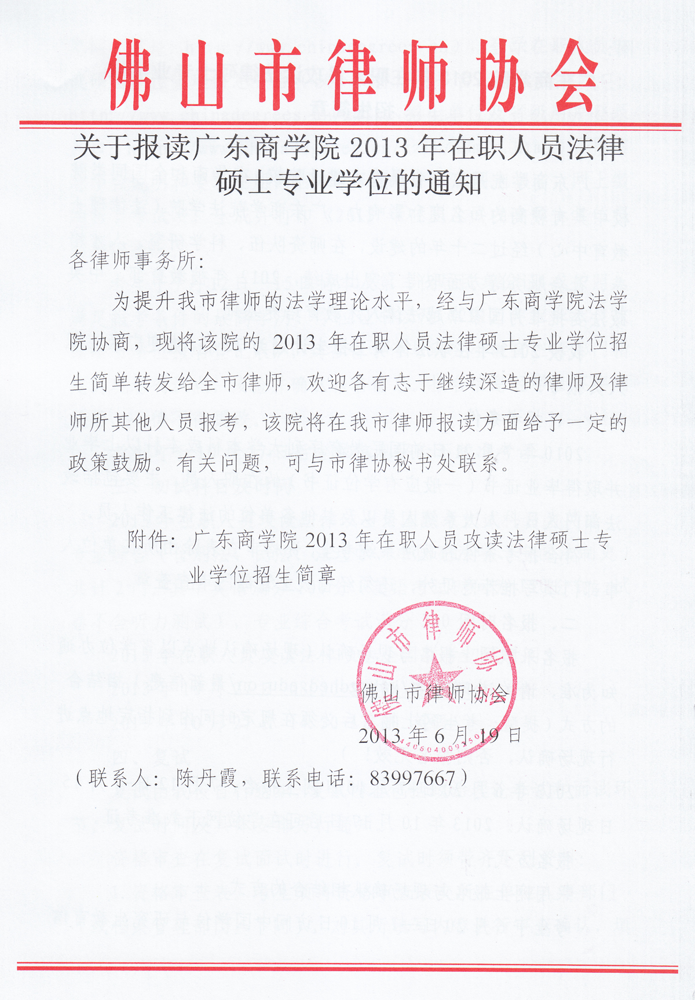 佛山市律师协会
关于报读广东商学院 2013 年在职人员法律
硕士专业学位的通知
各律师事务所：
为提升我市律师的法学理论水平，经与广东商学院法学
院协商，现将该院的 2013 年在职人员法律硕士专业学位招
生简单转发给全市律师，欢迎各有志于继续深造的律师及律
师所其他人员报考，该院将在我市律师报读方面给予一定的
政策鼓励。有关问题，可与市律协秘书处联系。
附件：广东商学院 2013 年在职人员攻读法律硕士专
业学位招生简章
佛山市律师协会
佛山市律师协会
2013 年 6 月 19 日
（联系人：陈丹霞，联系电话：83997667）